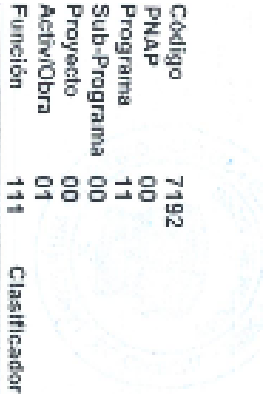 Código 7192
PNAP 00
Programa 11
Sub-Programa 00
Proyecto 00
Activ/Obra 01
Función 111 Clasificador